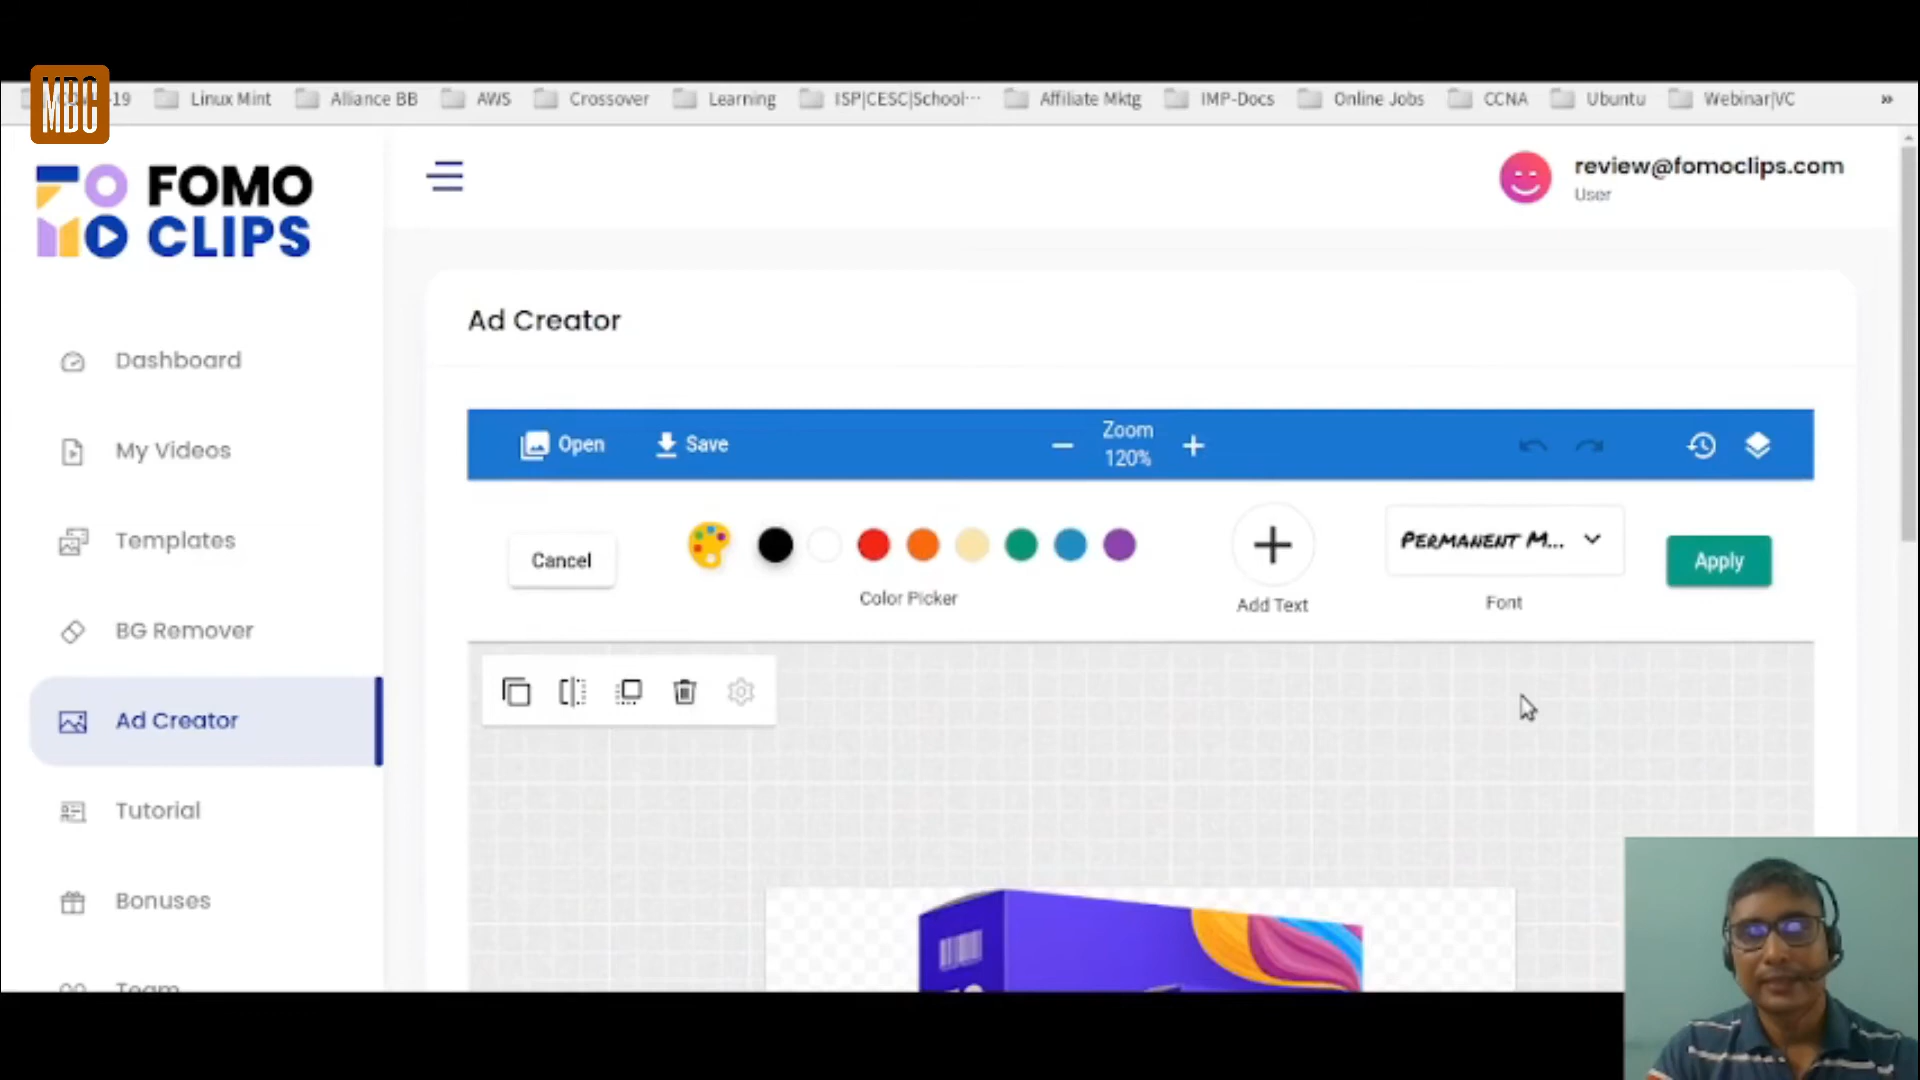 MBC
19
Linux Mint
Alliance BB
AWS
Crossover
Learning
ISP|CESC|School…
Affiliate Mktg
IMP-Docs
Online Jobs
CCNA
Ubuntu
Webinar|VC
»
FOMO
CLIPS
review@fomoclips.com
User
Dashboard
My Videos
Templates
BG Remover
Ad Creator
Tutorial
Bonuses
Team
Ad Creator
Open
Save
Zoom
120%
Cancel
Color Picker
Add Text
PERMANENT M...
Font
Apply